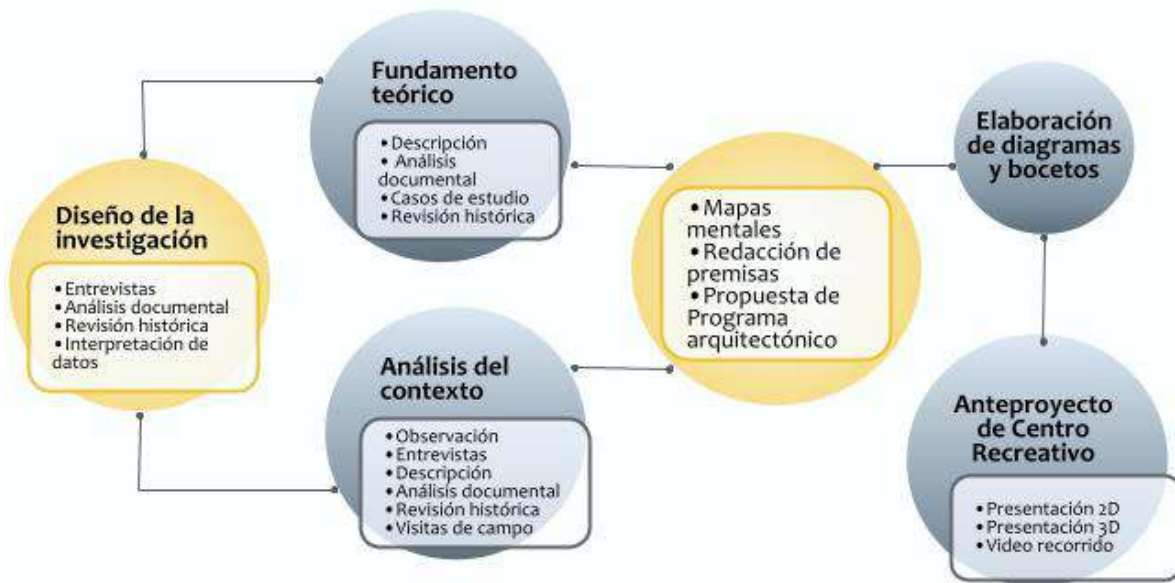 Diseño de la
investigación
•Entrevistas
•Análisis documental
•Revisión histórica
•Interpretación de
datos
Fundamento
teórico
•Descripción
• Análisis
documental
•Casos de estudio
•Revisión histórica
Análisis del
contexto
•Observación
•Entrevistas
•Descripción
•Análisis documental
•Revisión histórica
•Visitas de campo
•Mapas
mentales
•Redacción de
premisas
•Propuesta de
Programa
arquitectónico
Elaboración
de diagramas
y bocetos
Anteproyecto
de Centro
Recreativo
•Presentación 2D
•Presentación 3D
•Video recorrido